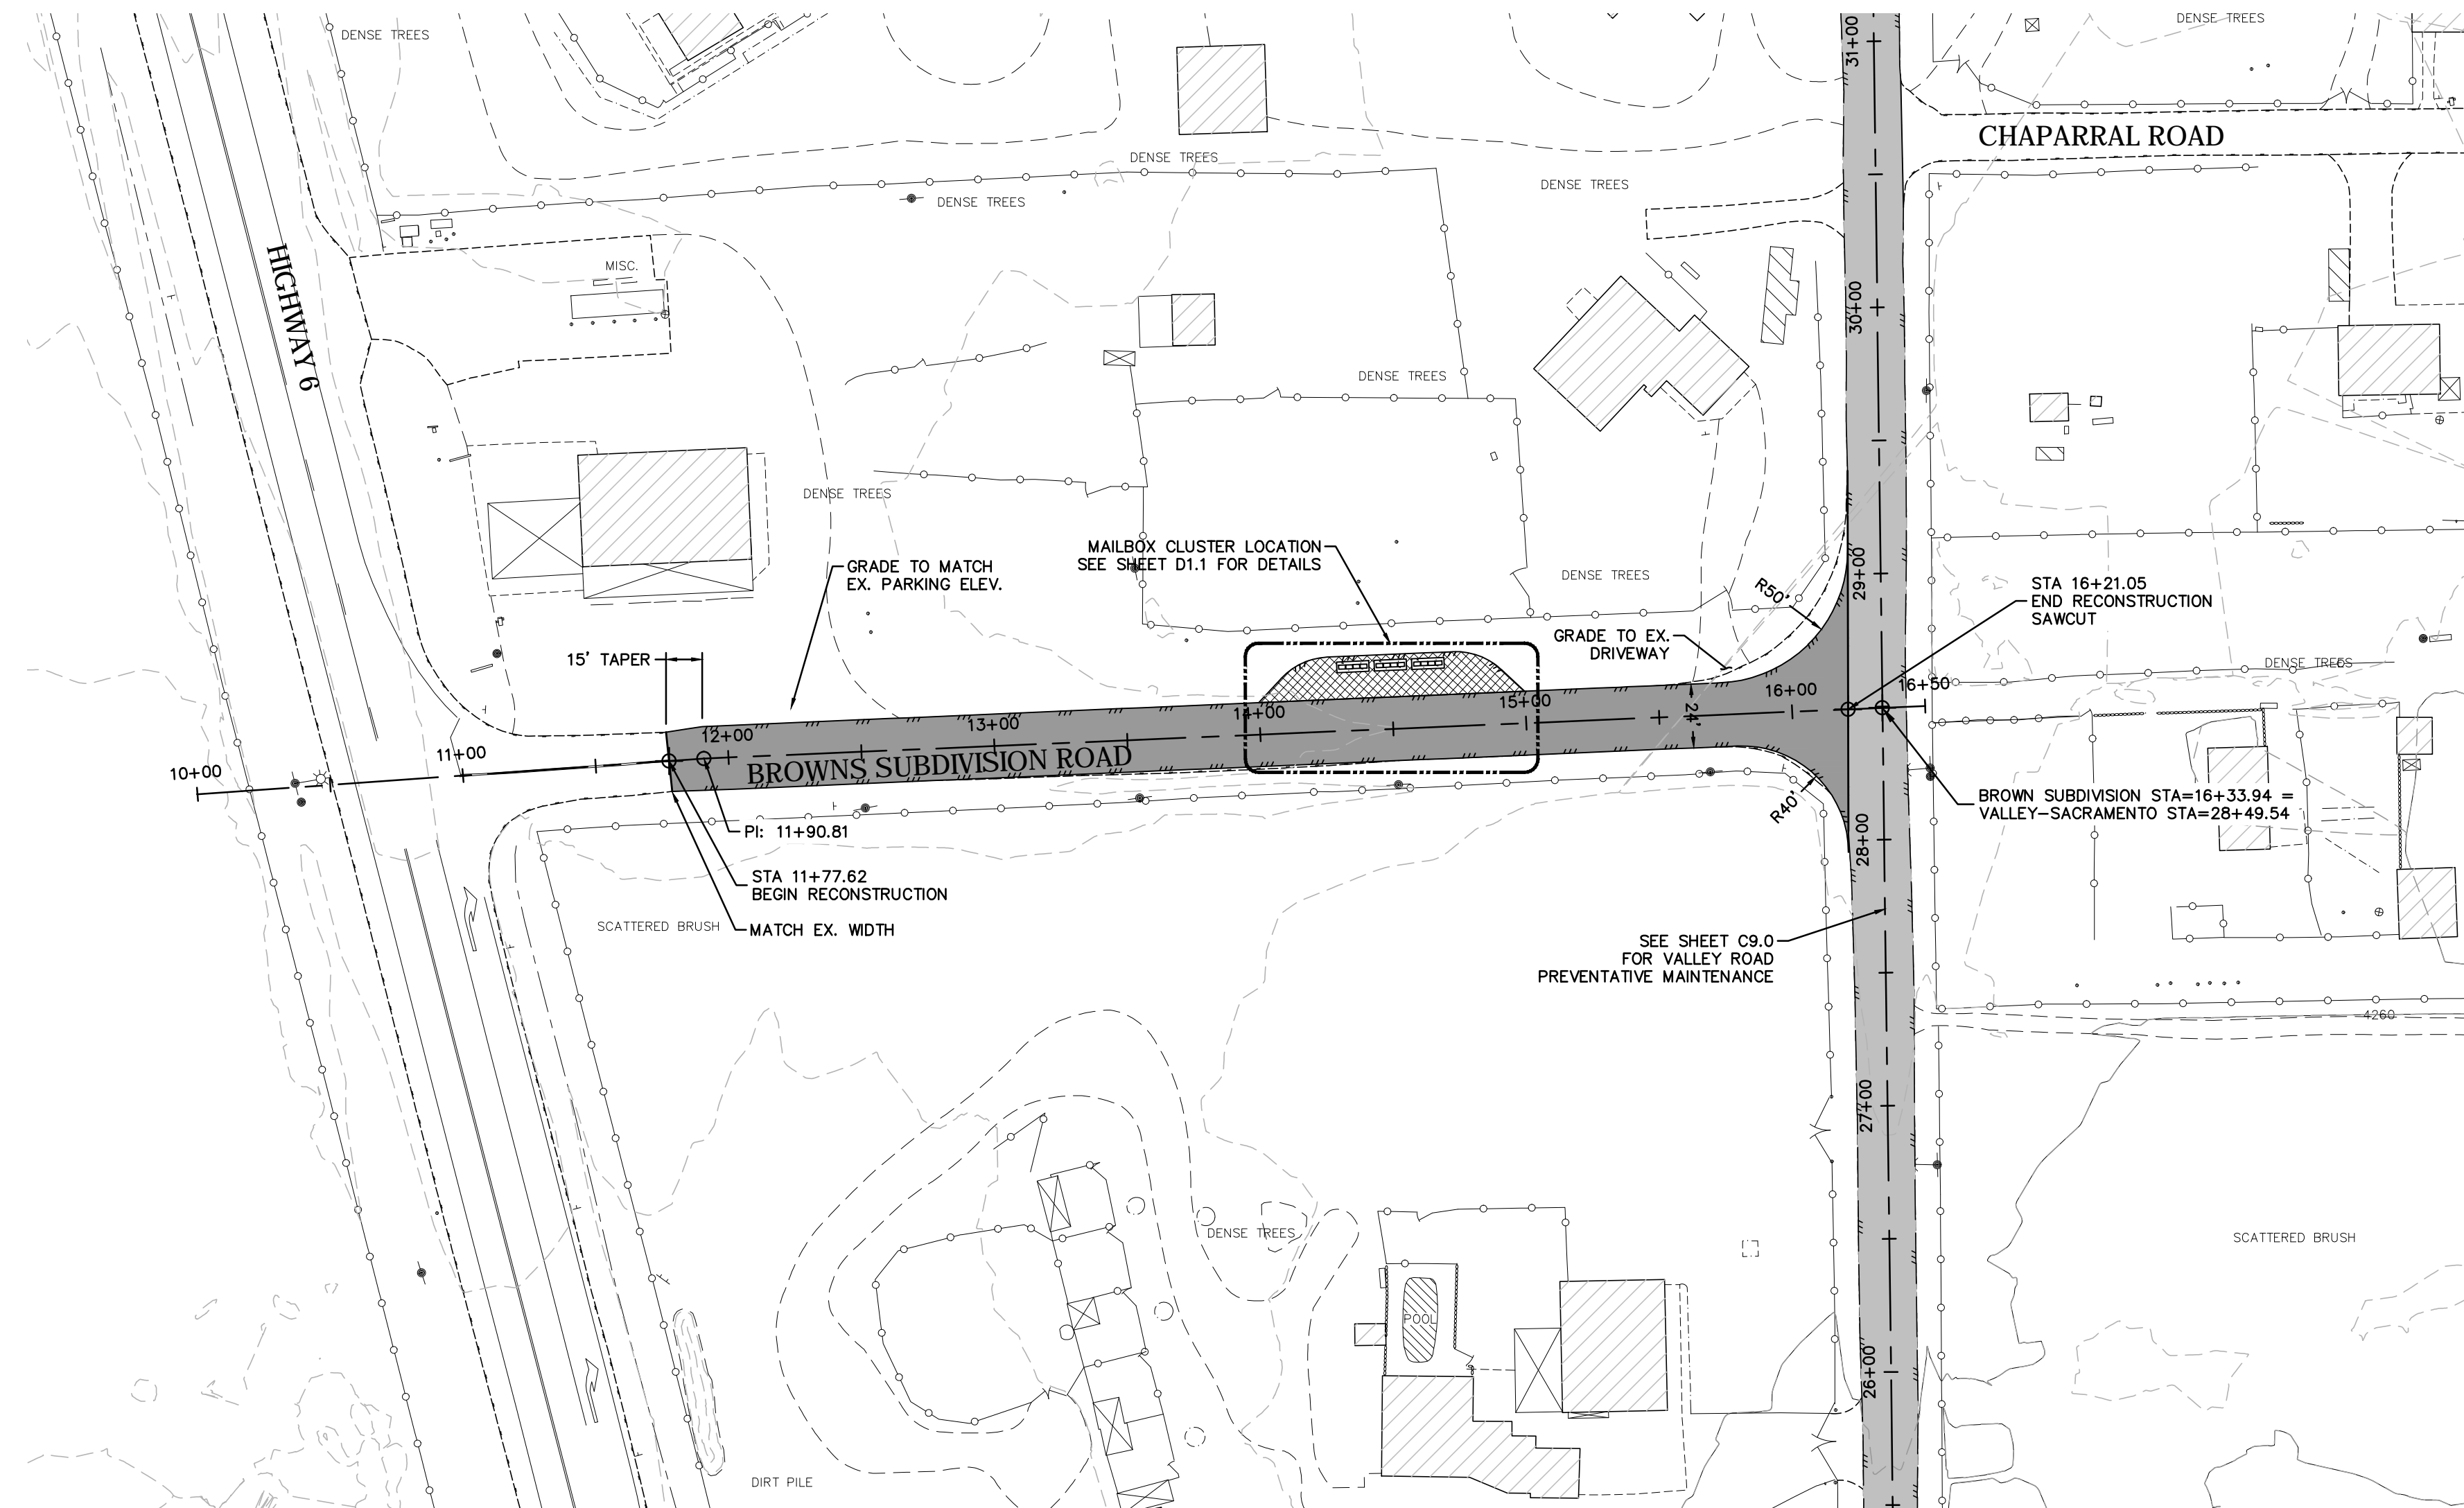 DENSE TREES
DENSE TREES
31+00
CHAPARRAL ROAD
DENSE TREES
DENSE TREES
DENSE TREES
HIGHWAY 6
MISC.
30+00
DENSE TREES
DENSE TREES
MAILBOX CLUSTER LOCATION
SEE SHEET D1.1 FOR DETAILS
GRADE TO MATCH
EX. PARKING ELEV.
DENSE TREES
29+00
R50'
STA 16+21.05
END RECONSTRUCTION
SAWCUT
GRADE TO EX.
DRIVEWAY
15' TAPER
DENSE TREES
10+00
11+00
12+00
13+00
14+00
15+00
16+00
16+50
24'
BROWNS SUBDIVISION ROAD
R40'
BROWN SUBDIVISION STA=16+33.94 =
VALLEY-SACRAMENTO STA=28+49.54
PI: 11+90.81
28+00
STA 11+77.62
BEGIN RECONSTRUCTION
SCATTERED BRUSH
MATCH EX. WIDTH
SEE SHEET C9.0
FOR VALLEY ROAD
PREVENTATIVE MAINTENANCE
4260
27+00
DENSE TREES
SCATTERED BRUSH
POOL
26+00
DIRT PILE